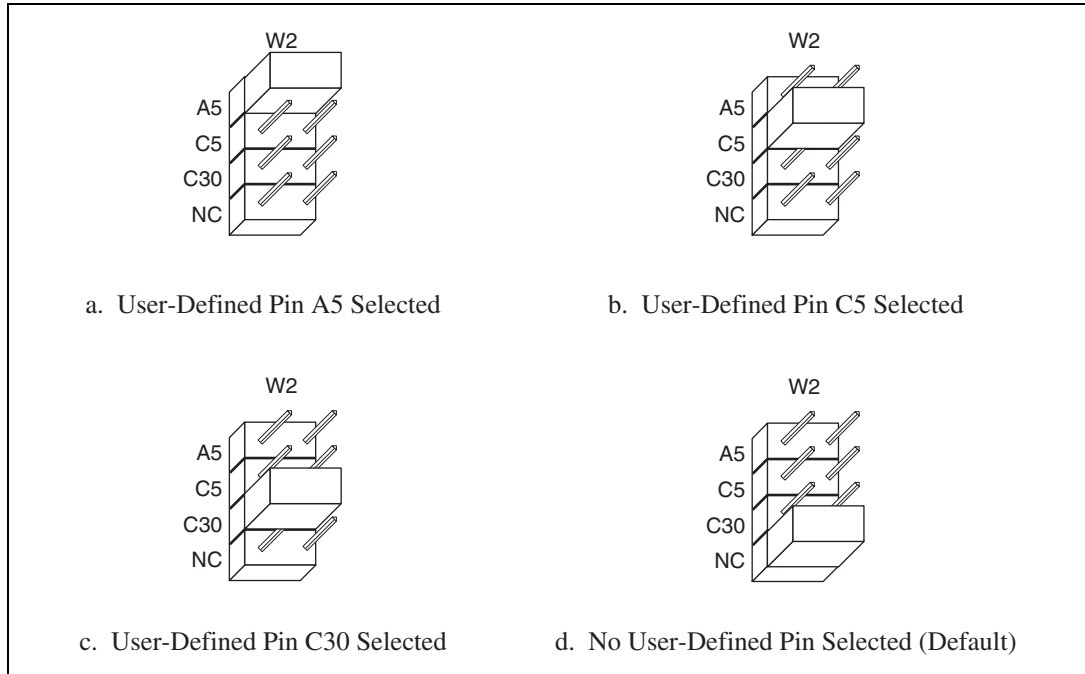 W2
A5
C5
C30
NC
a. User-Defined Pin A5 Selected
W2
A5
C5
C30
NC
b. User-Defined Pin C5 Selected
W2
A5
C5
C30
NC
c. User-Defined Pin C30 Selected
W2
A5
C5
C30
NC
d. No User-Defined Pin Selected (Default)